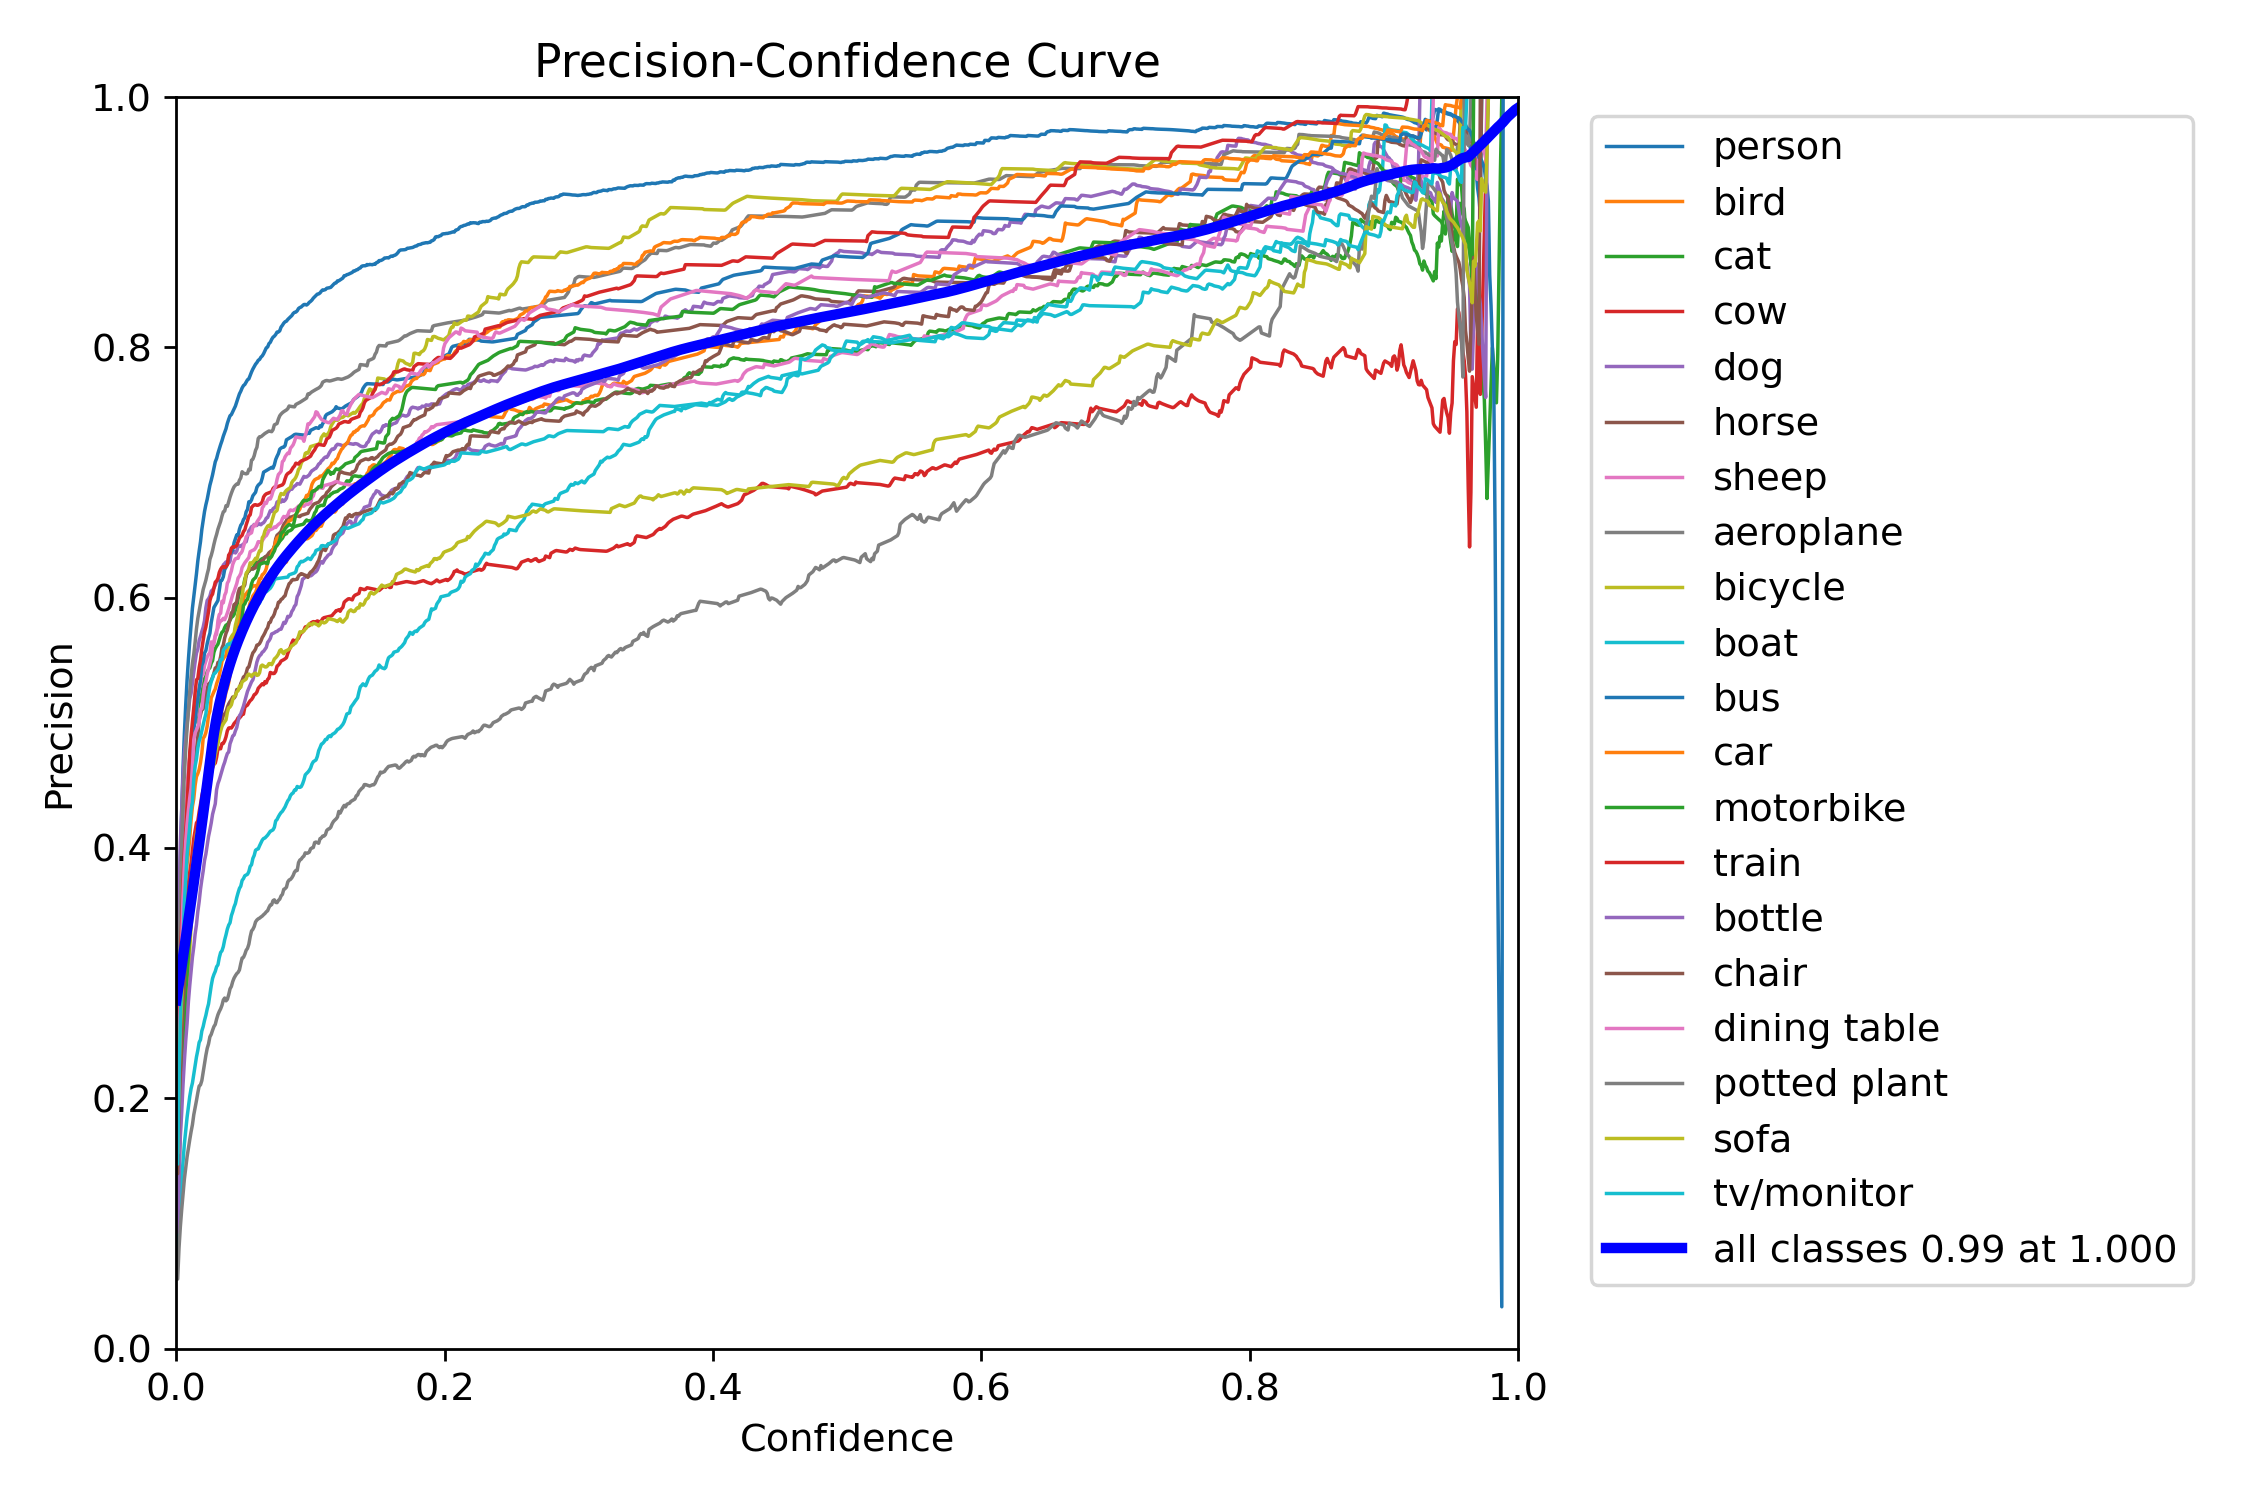 Precision-Confidence Curve
1.0
0.8
0.6
0.4
0.2
0.0
Precision
0.0 0.2 0.4 0.6 0.8 1.0
Confidence
person
bird
cat
cow
dog
horse
sheep
aeroplane
bicycle
boat
bus
car
motorbike
train
bottle
chair
dining table
potted plant
sofa
tv/monitor
all classes 0.99 at 1.000